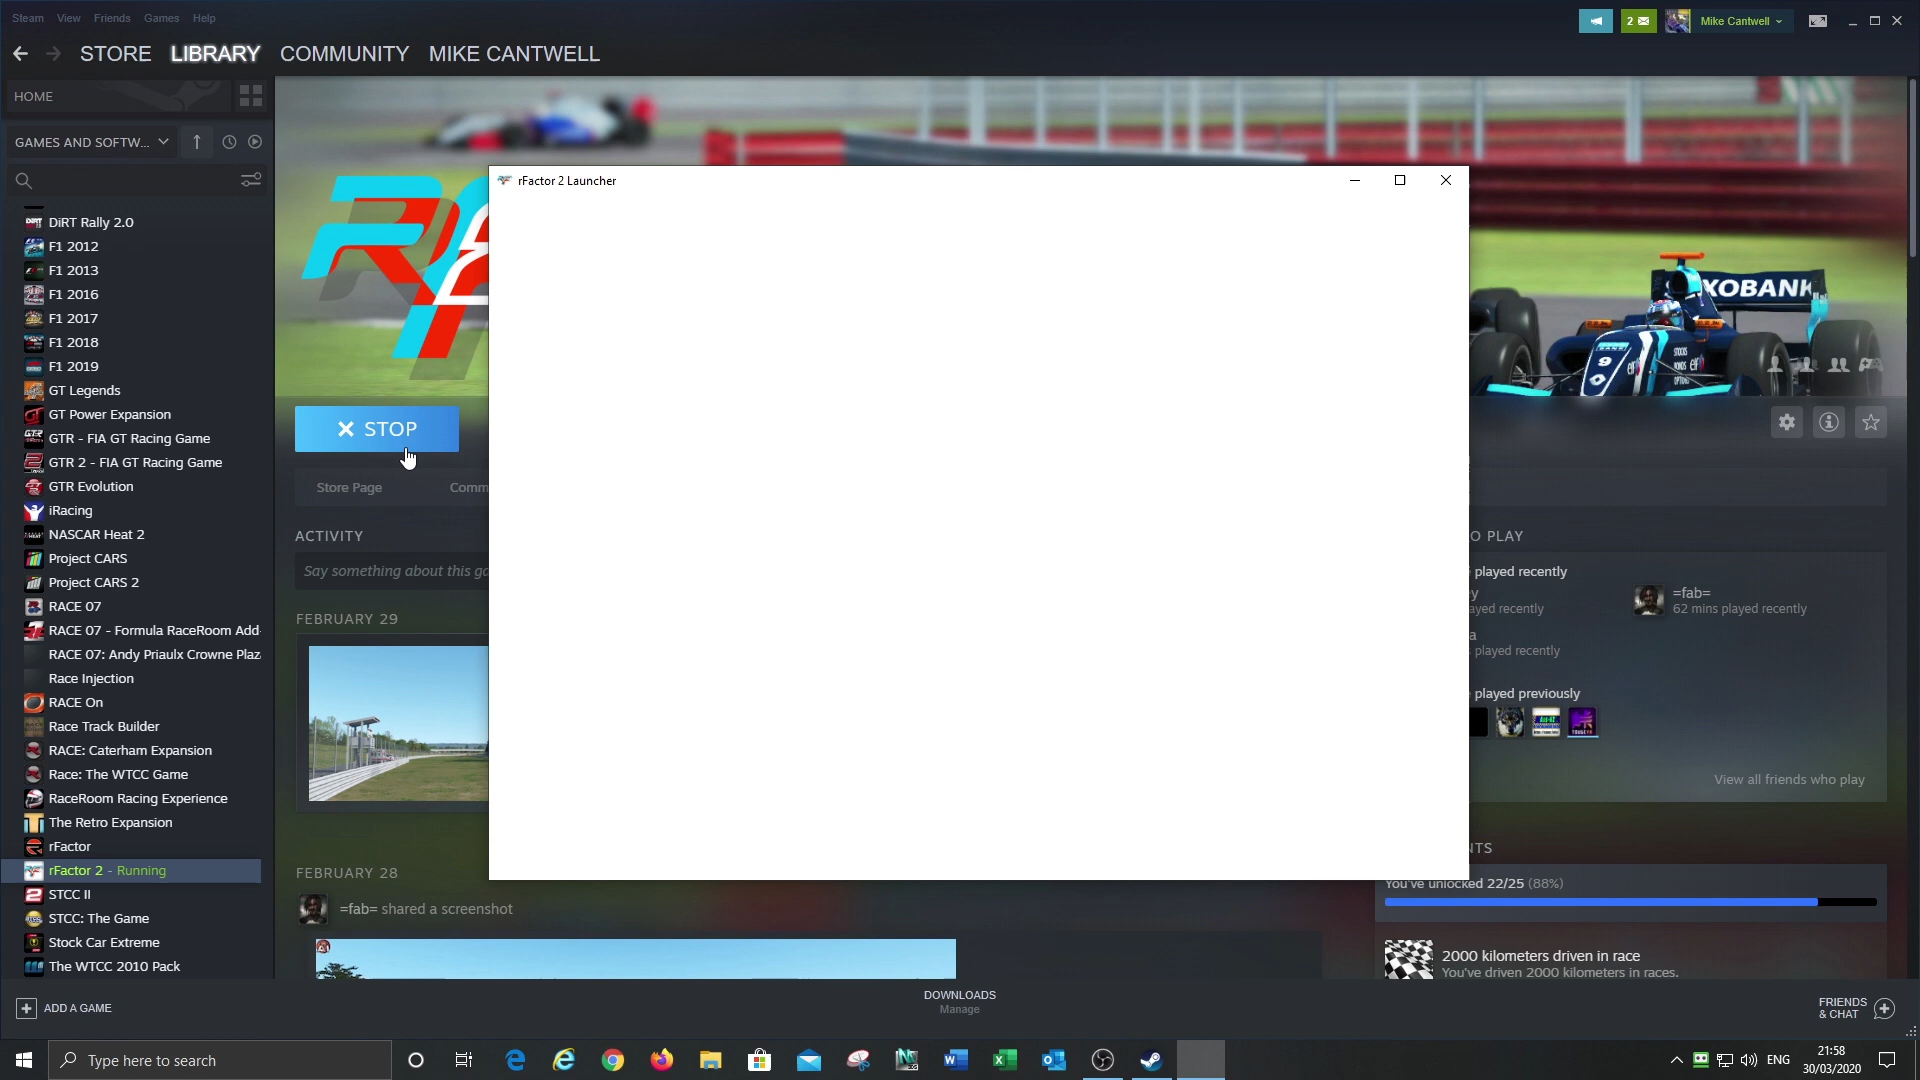 Steam View Friends Games Help
2
Mike Cantwell
STORE LIBRARY COMMUNITY MIKE CANTWELL
HOME
GAMES AND SOFTW...
DiRT Rally 2.0
F1 2012
F1 2013
F1 2016
F1 2017
F1 2018
F1 2019
GT Legends
GT Power Expansion
GTR - FIA GT Racing Game
GTR 2 - FIA GT Racing Game
GTR Evolution
iRacing
NASCAR Heat 2
Project CARS
Project CARS 2
RACE 07
RACE 07 - Formula RaceRoom Add-
RACE 07: Andy Priaulx Crowne Plaz
Race Injection
RACE On
Race Track Builder
RACE: Caterham Expansion
Race: The WTCC Game
RaceRoom Racing Experience
The Retro Expansion
rFactor
rFactor 2 - Running
STCC II
STCC: The Game
Stock Car Extreme
The WTCC 2010 Pack
rFactor 2 Launcher
XOBANK
9
STOP
Store Page
Comm
ACTIVITY
Say something about this ga
FEBRUARY 29
FEBRUARY 28
=fab= shared a screenshot
O PLAY
played recently
ey
ayed recently
=fab=
62 mins played recently
a
played recently
played previously
View all friends who play
NTS
You've unlocked 22/25 (88%)
2000 kilometers driven in race
You've driven 2000 kilometers in races.
ADD A GAME
DOWNLOADS
Manage
FRIENDS
& CHAT
Type here to search
ENG
21:58
30/03/2020